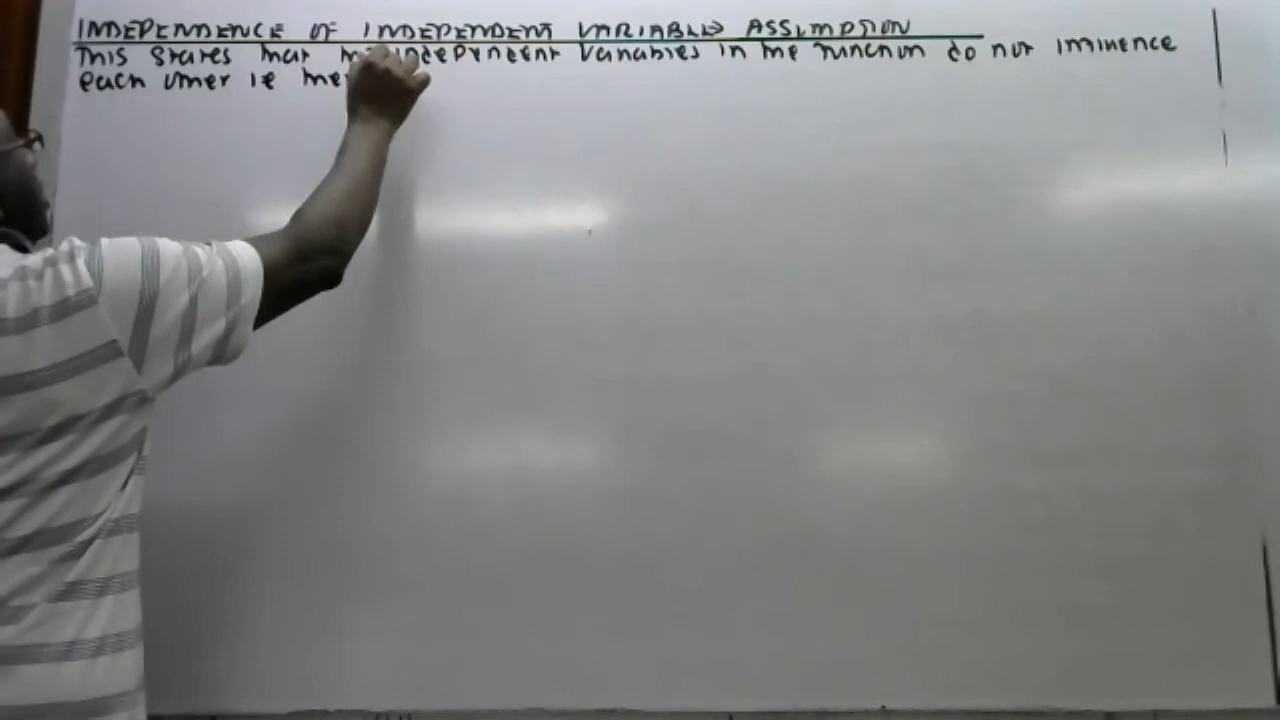 INDEPENDENCE OF INDEPENDENT VARIABLES ASSUMPTION
This states that the independent variables in the function do not influence
each other ie